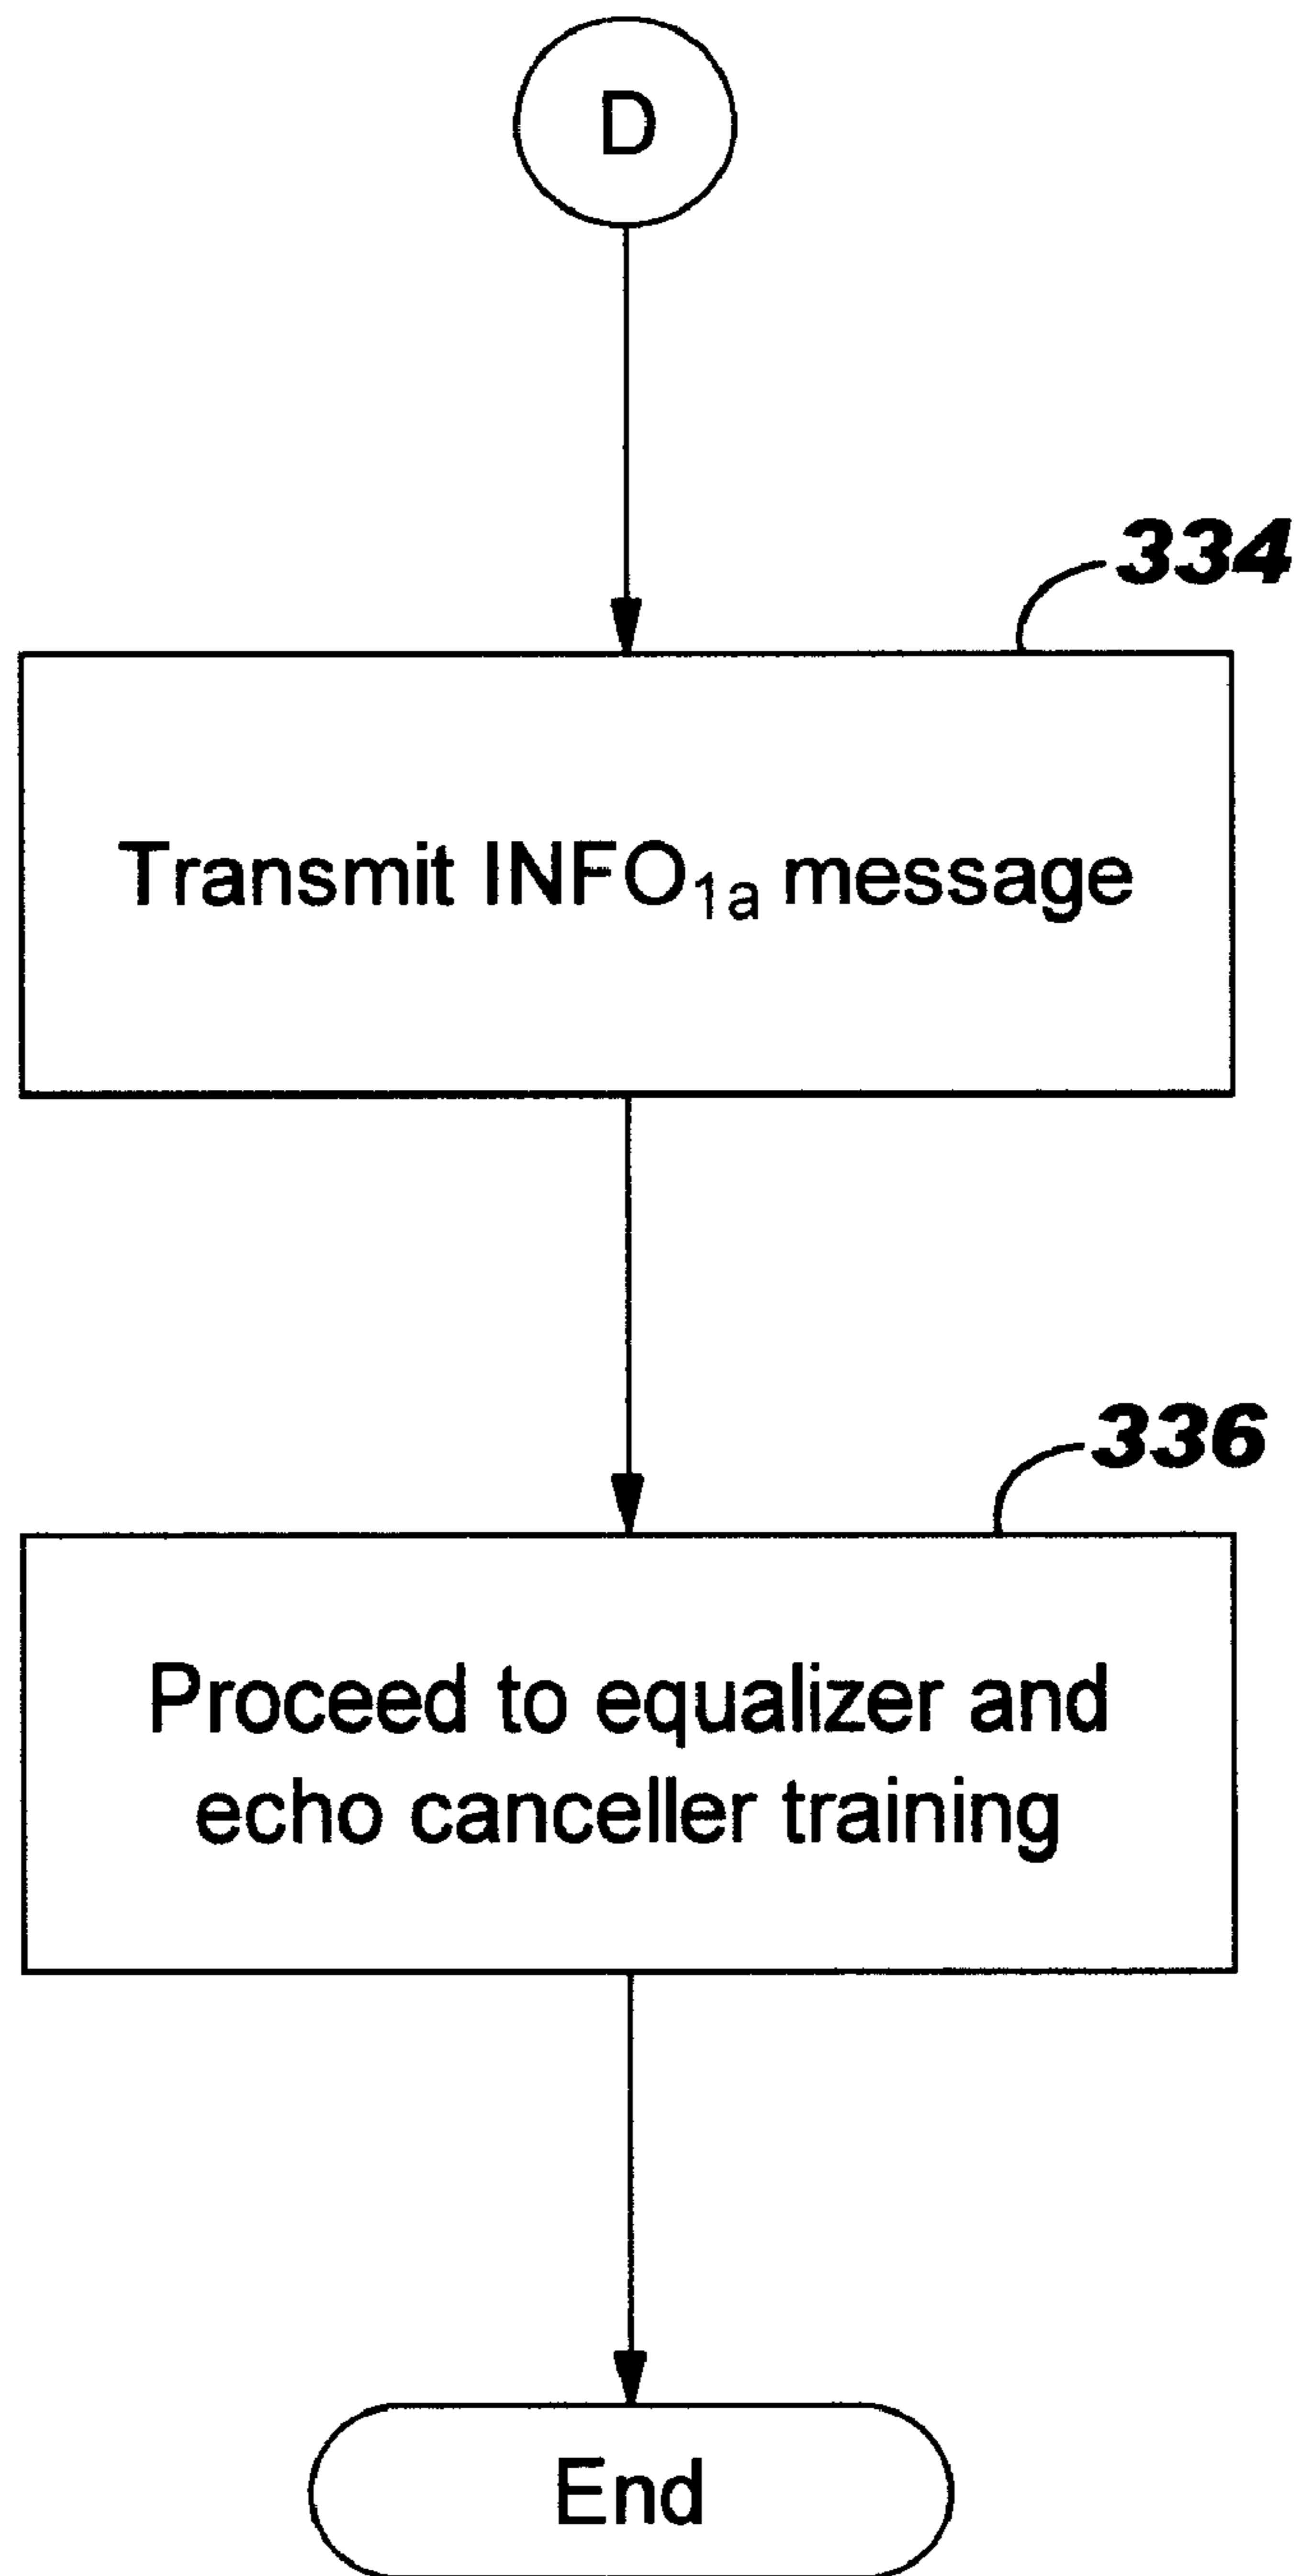 D
334
Transmit INFO1a message
336
Proceed to equalizer and
echo canceller training
End